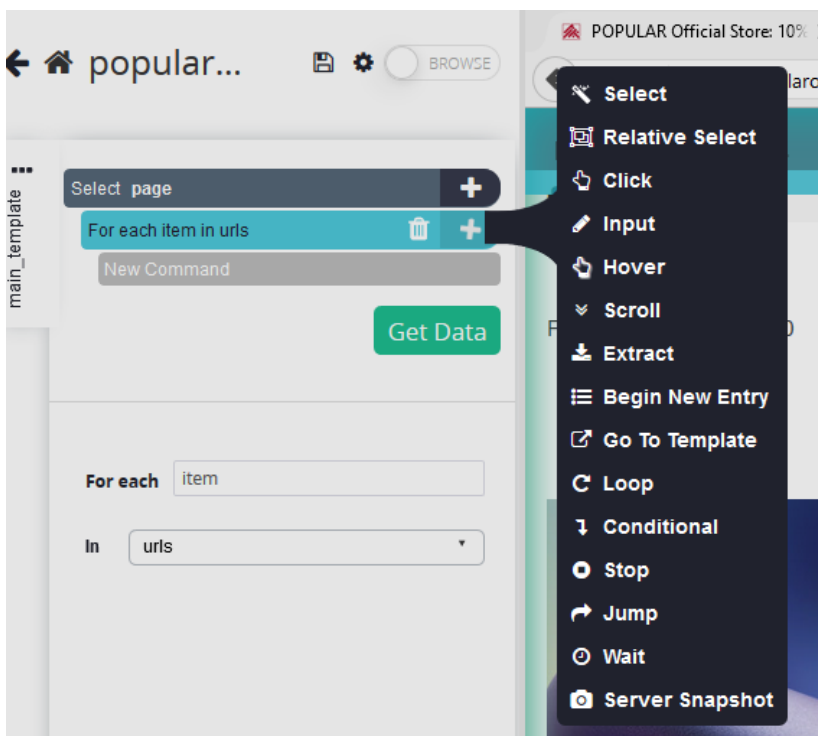 POPULAR Official Store: 10%
popular...
BROWSE
main_template
Select page
For each item in urls
New Command
Get Data
For each
item
In
urls
Select
Relative Select
Click
Input
Hover
Scroll
Extract
Begin New Entry
Go To Template
Loop
Conditional
Stop
Jump
Wait
Server Snapshot